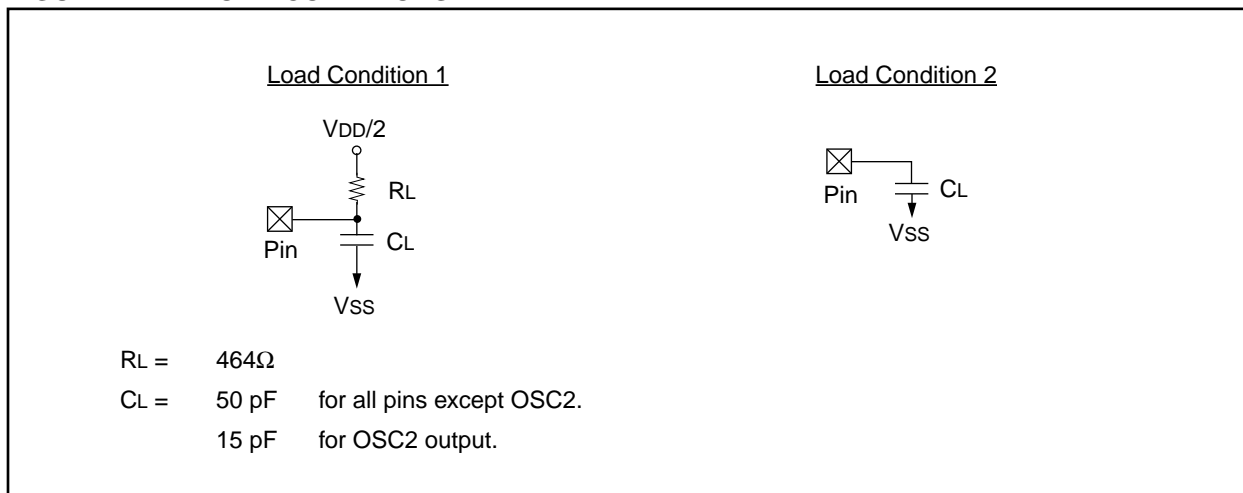 Load Condition 1
VDD/2
RL
Pin
CL
VSS
RL = 464Ω
CL = 50 pF for all pins except OSC2.
15 pF for OSC2 output.
Load Condition 2
Pin
CL
VSS